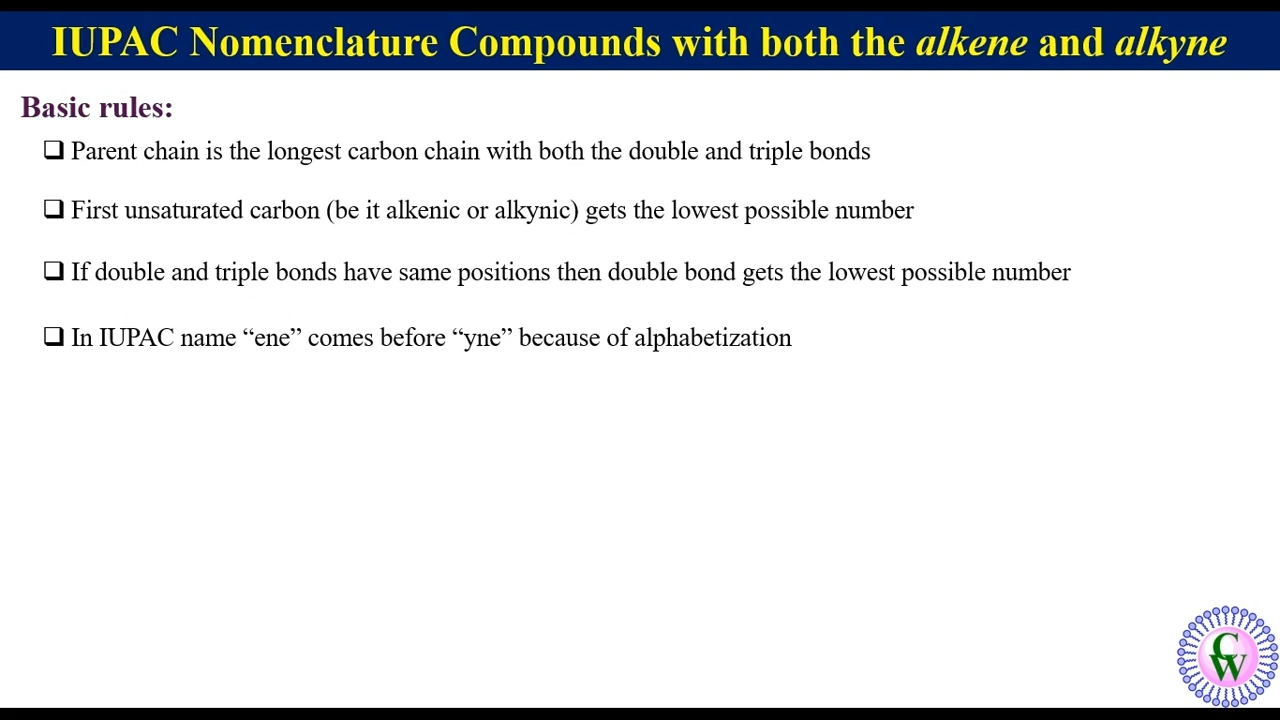 IUPAC Nomenclature Compounds with both the alkene and alkyne
Basic rules:
❑ Parent chain is the longest carbon chain with both the double and triple bonds
❑ First unsaturated carbon (be it alkenic or alkynic) gets the lowest possible number
❑ If double and triple bonds have same positions then double bond gets the lowest possible number
❑ In IUPAC name “ene” comes before “yne” because of alphabetization
CW